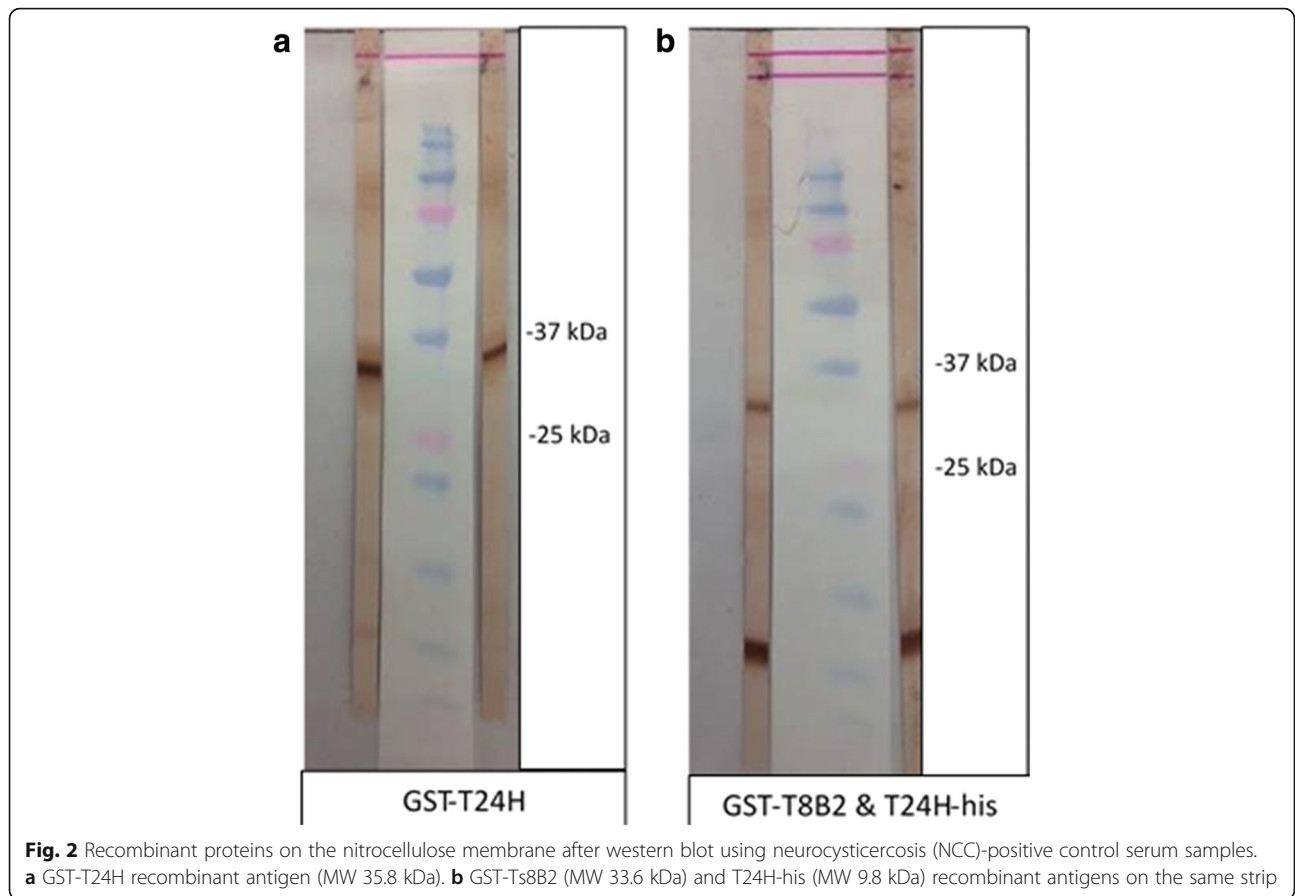 a
b
-37 kDa
-25 kDa
-37 kDa
-25 kDa
GST-T24H
GST-T8B2 & T24H-his
Fig. 2 Recombinant proteins on the nitrocellulose membrane after western blot using neurocysticercosis (NCC)-positive control serum samples.
a GST-T24H recombinant antigen (MW 35.8 kDa). b GST-Ts8B2 (MW 33.6 kDa) and T24H-his (MW 9.8 kDa) recombinant antigens on the same strip